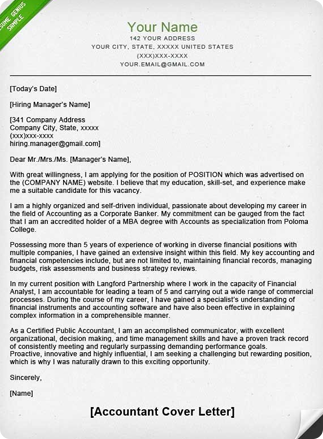 RESUME GENIUS
SAMPLE
Your Name
142 YOUR ADDRESS
YOUR CITY, STATE, XXXXX UNITED STATES
(XXX)XXX-XXXX
YOUR.EMAIL@GMAIL.COM
[Today's Date]
[Hiring Manager's Name]
[341 Company Address
Company City, State, xxxxx
(xxx)xxx-xxxx
hiring.manager@gmail.com]
Dear Mr./Mrs./Ms. [Manager's Name],
With great willingness, I am applying for the position of POSITION which was advertised on
the (COMPANY NAME) website. I believe that my education, skill-set, and experience make
me a suitable candidate for this vacancy.
I am a highly organized and self-driven individual, passionate about developing my career in
the field of Accounting as a Corporate Banker. My commitment can be gauged from the fact
that I am an accredited holder of a MBA degree with Accounts as specialization from Poloma
College.
Possessing more than 5 years of experience of working in diverse financial positions with
multiple companies, I have gained an extensive insight within this field. My key accounting and
financial competencies include, but are not limited to, maintaining financial records, managing
budgets, risk assessments and business strategy reviews.
In my current position with Langford Partnership where I work in the capacity of Financial
Analyst, I am accountable for leading a team of 5 and carrying out a wide range of commercial
processes. During the course of my career, I have gained a specialist's understanding of
financial instruments and accounting software and have also been effective in explaining
complex information in a comprehensible manner.
As a Certified Public Accountant, I am an accomplished communicator, with excellent
organizational, decision making, and time management skills and have a proven track record
of consistently meeting and regularly surpassing demanding performance goals.
Proactive, innovative and highly influential, I am seeking a challenging but rewarding position,
which is why I was naturally drawn to this exciting opportunity.
Sincerely,
[Name]
[Accountant Cover Letter]